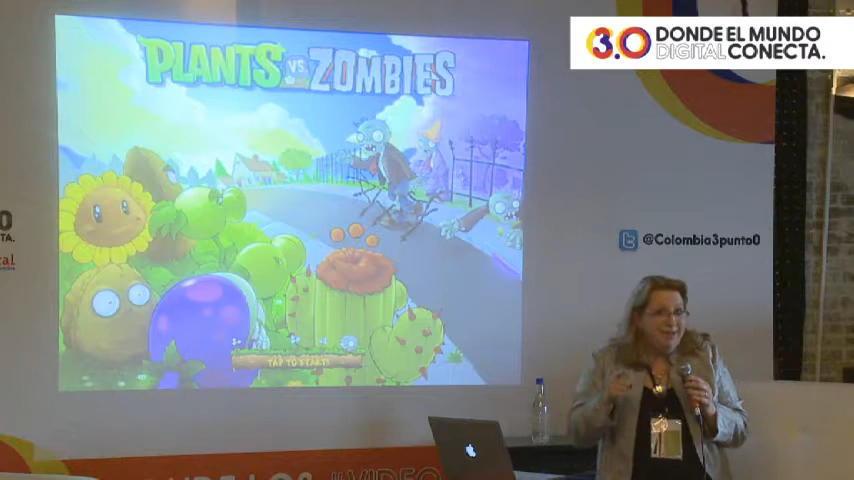 3.0 DONDE EL MUNDO
DIGITAL CONECTA.
PLANTS VS. ZOMBIES
@Colombia3punto0
TAP TO START!